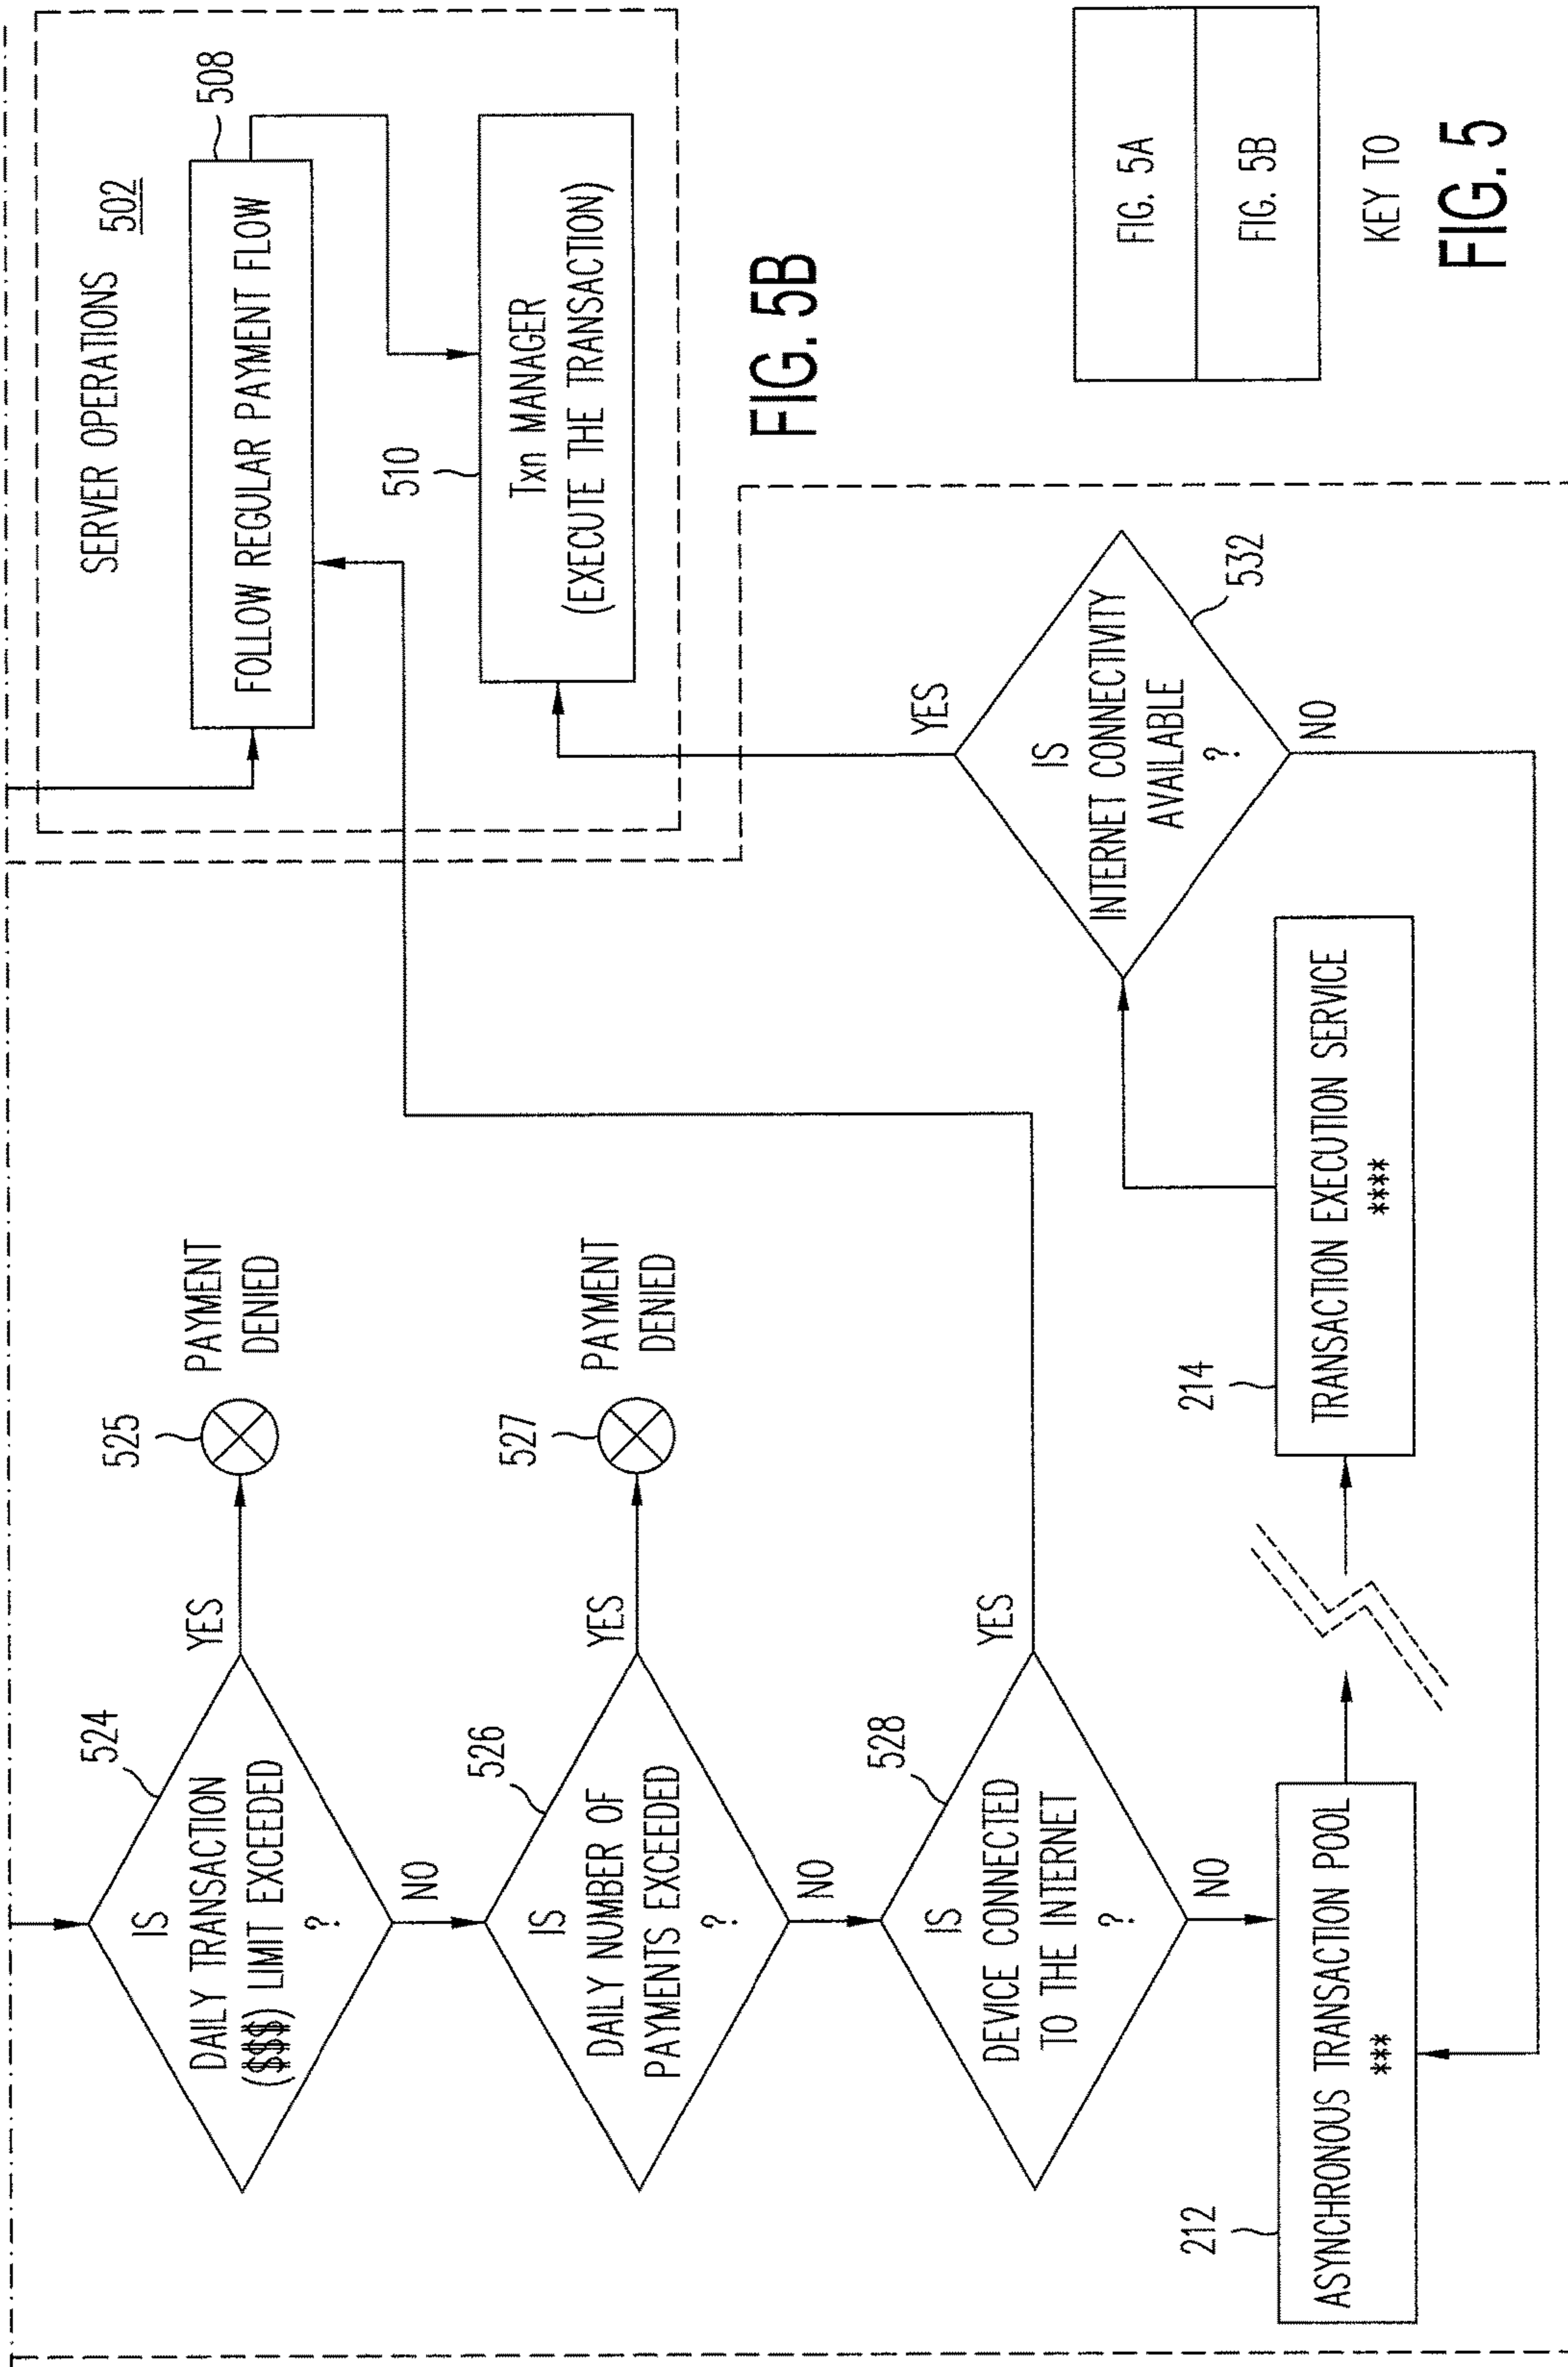 524
IS
DAILY TRANSACTION
($$$) LIMIT EXCEEDED
?
YES
525
PAYMENT
DENIED
NO
526
IS
DAILY NUMBER OF
PAYMENTS EXCEEDED
?
YES
527
PAYMENT
DENIED
NO
528
IS
DEVICE CONNECTED
TO THE INTERNET
?
YES
NO
212
ASYNCHRONOUS TRANSACTION POOL
***
214
TRANSACTION EXECUTION SERVICE
****
IS
INTERNET CONNECTIVITY
AVAILABLE
?
532
YES
NO
SERVER OPERATIONS 502
FOLLOW REGULAR PAYMENT FLOW
508
510
Txn MANAGER
(EXECUTE THE TRANSACTION)
FIG. 5B
FIG. 5A
FIG. 5B
KEY TO
FIG. 5